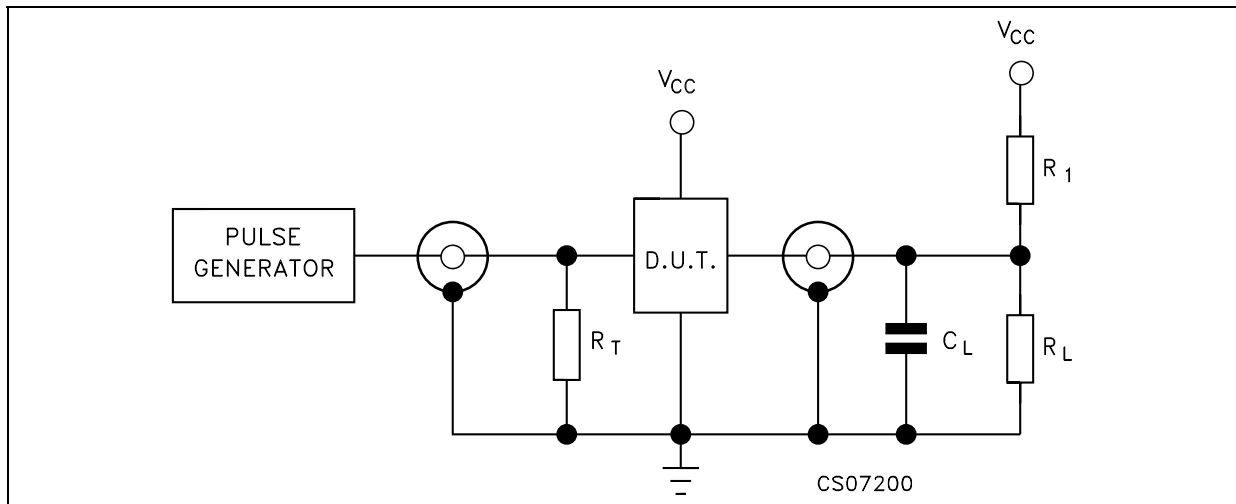 VCC
VCC
R1
PULSE
GENERATOR
D.U.T.
RT
CL
RL
CS07200